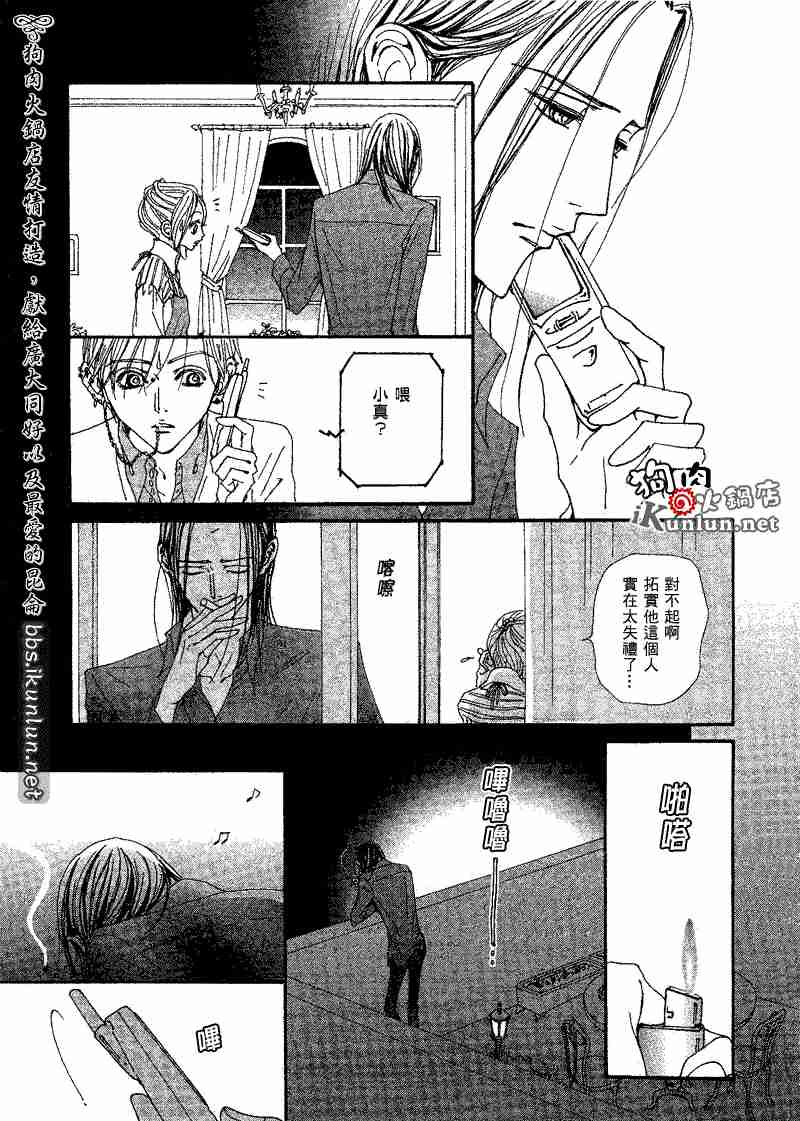 狗肉火鍋店友情打造，獻給廣大同好以及最愛的昆侖
bbs.ikunlun.net
喂
小真？
狗肉
火鍋店
iKunlun.net
對不起啊
拓實他這個人
實在太失禮了…
喀嚓
啪嗒
嗶嚕嚕……
嗶